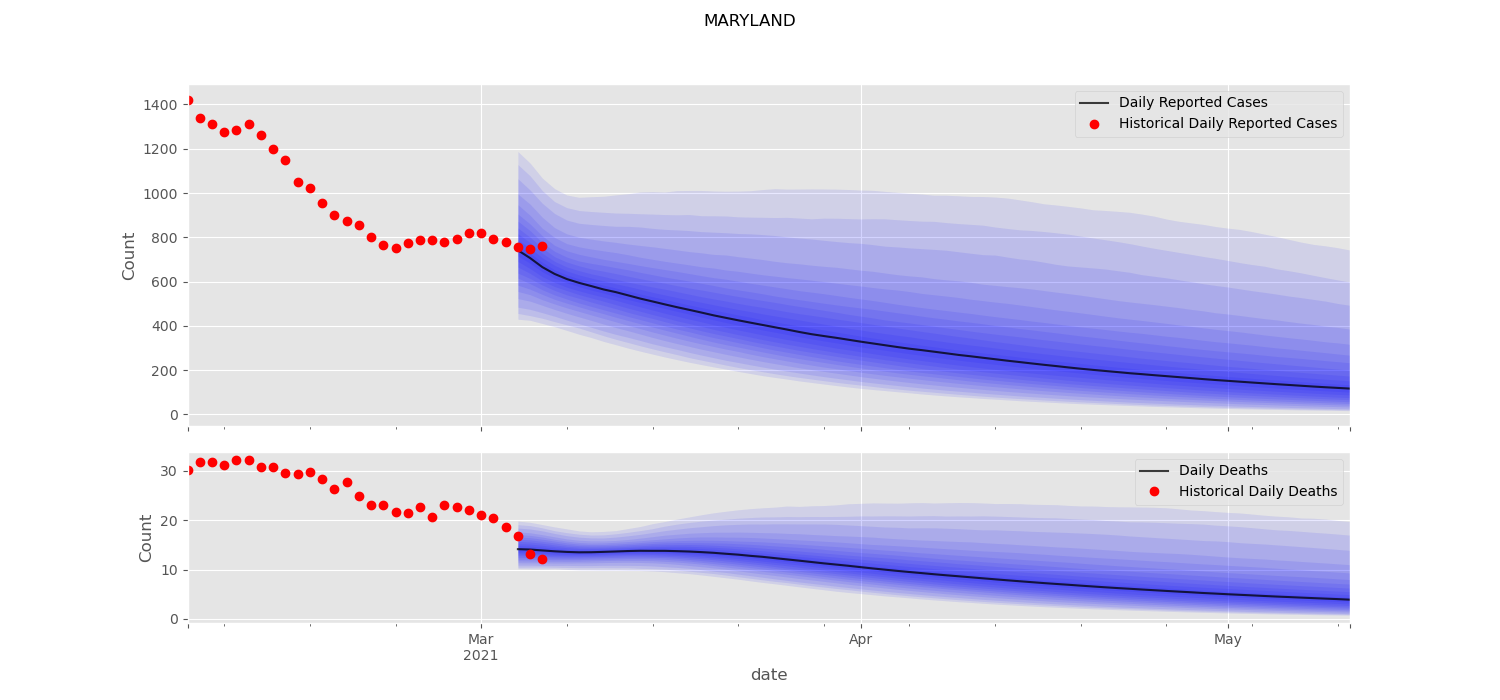 MARYLAND
1400
1200
1000
800
600
400
200
0
Count
Daily Reported Cases
Historical Daily Reported Cases
30
20
10
0
Count
Daily Deaths
Historical Daily Deaths
Mar
2021
Apr
May
date